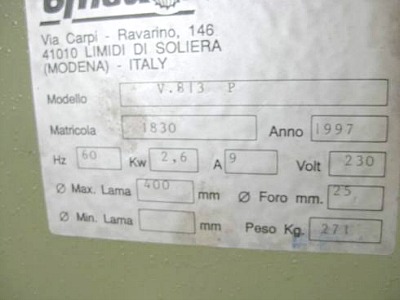 Via Carpi - Ravarino, 146
41010 LIMIDI DI SOLIERA
(MODENA) - ITALY
Modello V.813 P
Matricola 1830 Anno 1997
Hz 60 Kw 2,6 A 9 Volt 230
Ø Max. Lama 400 mm Ø Foro mm. 25
Ø Min. Lama mm Peso Kg. 271